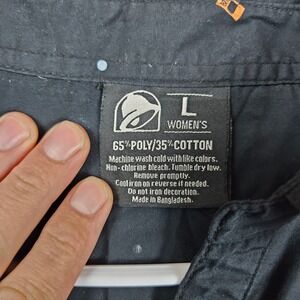 L
WOMEN'S
65% POLY/35% COTTON
Machine wash cold with like colors.
Non-chlorine bleach. Tumble dry low.
Remove promptly.
Cool iron on reverse if needed.
Do not iron decoration.
Made in Bangladesh.